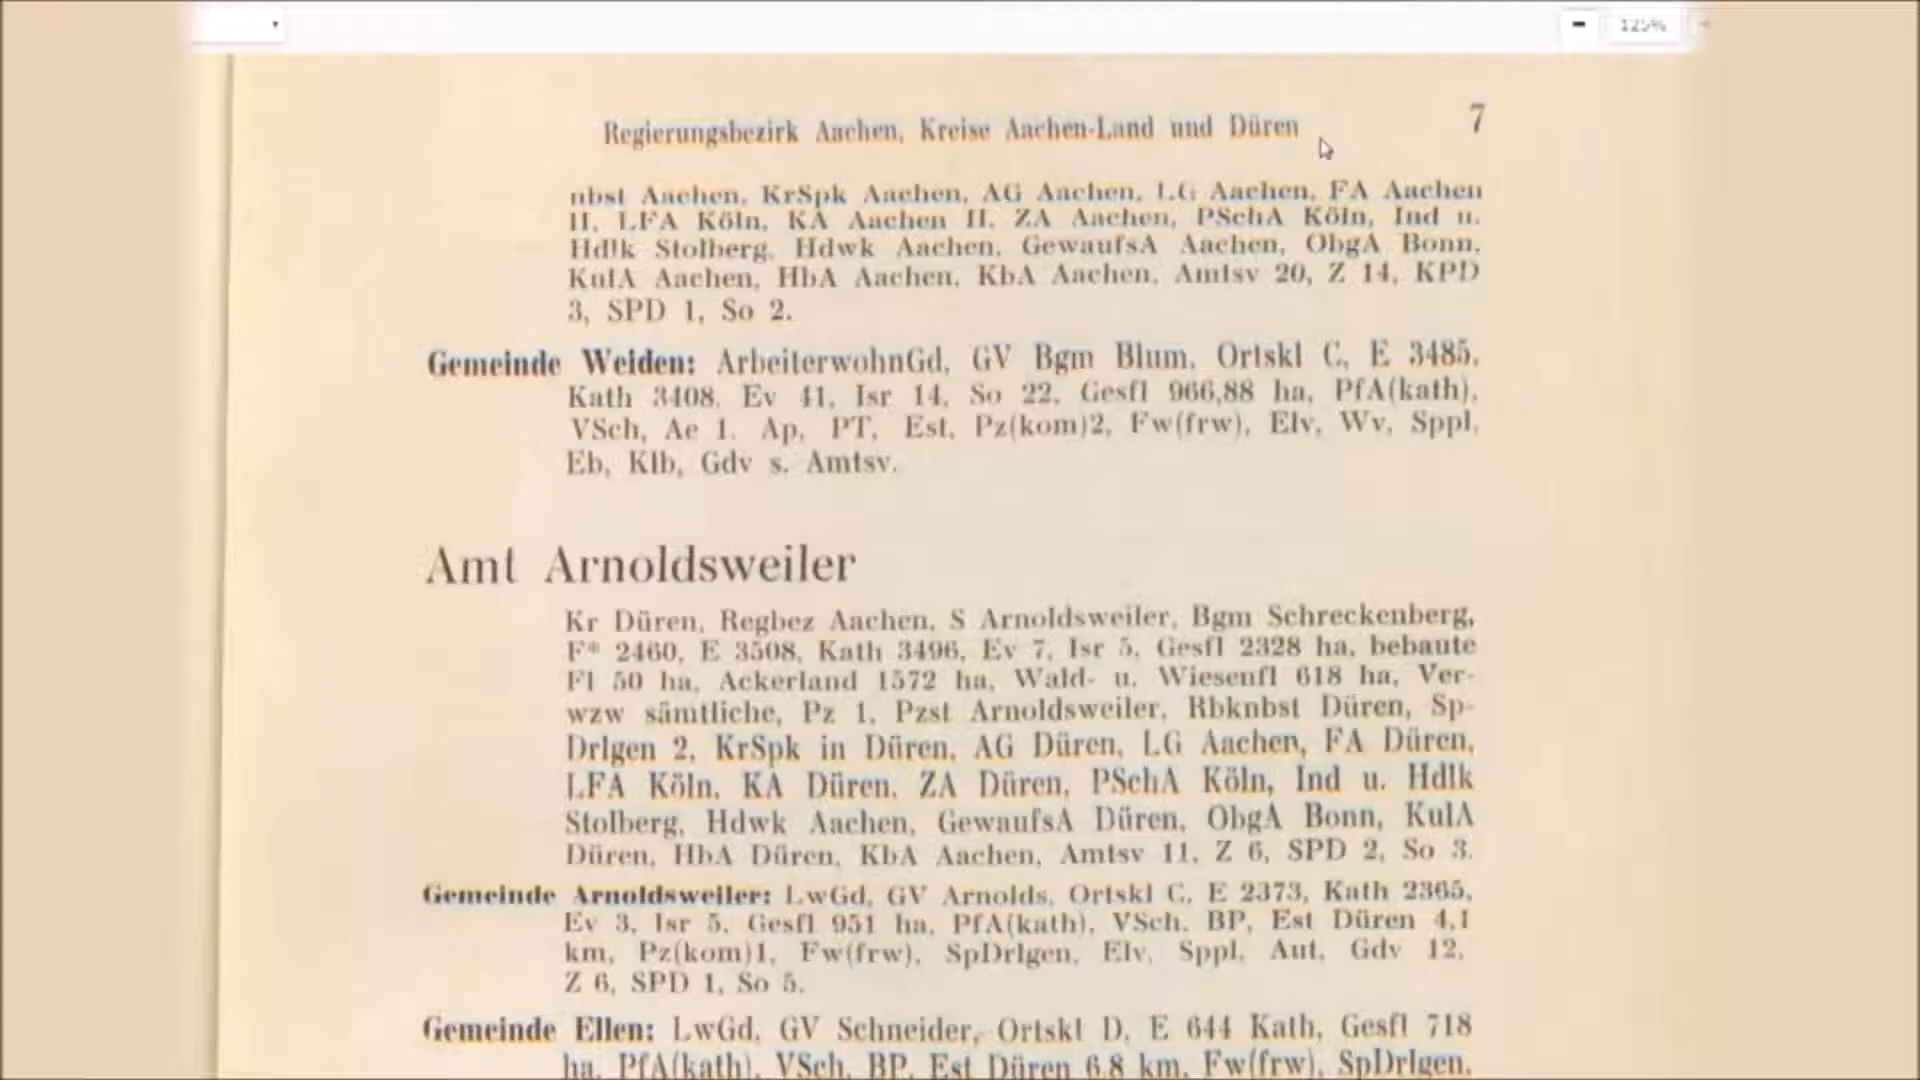 125%
Regierungsbezirk Aachen, Kreise Aachen-Land und Düren
7
nbst Aachen, KrSpk Aachen, AG Aachen, LG Aachen, FA Aachen
II, LFA Köln, KA Aachen II, ZA Aachen, PSchA Köln, Ind u.
Hdlk Stolberg, Hdwk Aachen, GewaufsA Aachen, ObgA Bonn,
KulA Aachen, HbA Aachen, KbA Aachen, Amtsv 20, Z 14, KPD
3, SPD 1, So 2.
Gemeinde Weiden: ArbeiterwohnGd, GV Bgm Blum, Ortskl C, E 3485,
Kath 3408, Ev 41, Isr 14, So 22, Gesfl 966,88 ha, PfA(kath),
VSch, Ae 1, Ap, PT, Est, Pz(kom)2, Fw(frw), Elv, Wv, Sppl,
Eb, Klb, Gdv s. Amtsv.
Amt Arnoldsweiler
Kr Düren, Regbez Aachen, S Arnoldsweiler, Bgm Schreckenberg,
F* 2460, E 3508, Kath 3496, Ev 7, Isr 5, Gesfl 2328 ha, bebaute
Fl 50 ha, Ackerland 1572 ha, Wald- u. Wiesenfl 618 ha, Ver-
wzw sämtliche, Pz 1, Pzst Arnoldsweiler, Rbknbst Düren, Sp-
Drlgen 2, KrSpk in Düren, AG Düren, LG Aachen, FA Düren,
LFA Köln, KA Düren, ZA Düren, PSchA Köln, Ind u. Hdlk
Stolberg, Hdwk Aachen, GewaufsA Düren, ObgA Bonn, KulA
Düren, HbA Düren, KbA Aachen, Amtsv 11, Z 6, SPD 2, So 3.
Gemeinde Arnoldsweiler: LwGd, GV Arnolds, Ortskl C, E 2373, Kath 2365,
Ev 3, Isr 5, Gesfl 951 ha, PfA(kath), VSch, BP, Est Düren 4,1
km, Pz(kom)1, Fw(frw), SpDrlgen, Elv, Sppl, Aut, Gdv 12,
Z 6, SPD 1, So 5.
Gemeinde Ellen: LwGd, GV Schneider, Ortskl D, E 644 Kath, Gesfl 718
ha, PfA(kath), VSch, BP, Est Düren 6,8 km, Fw(frw), SpDrlgen,